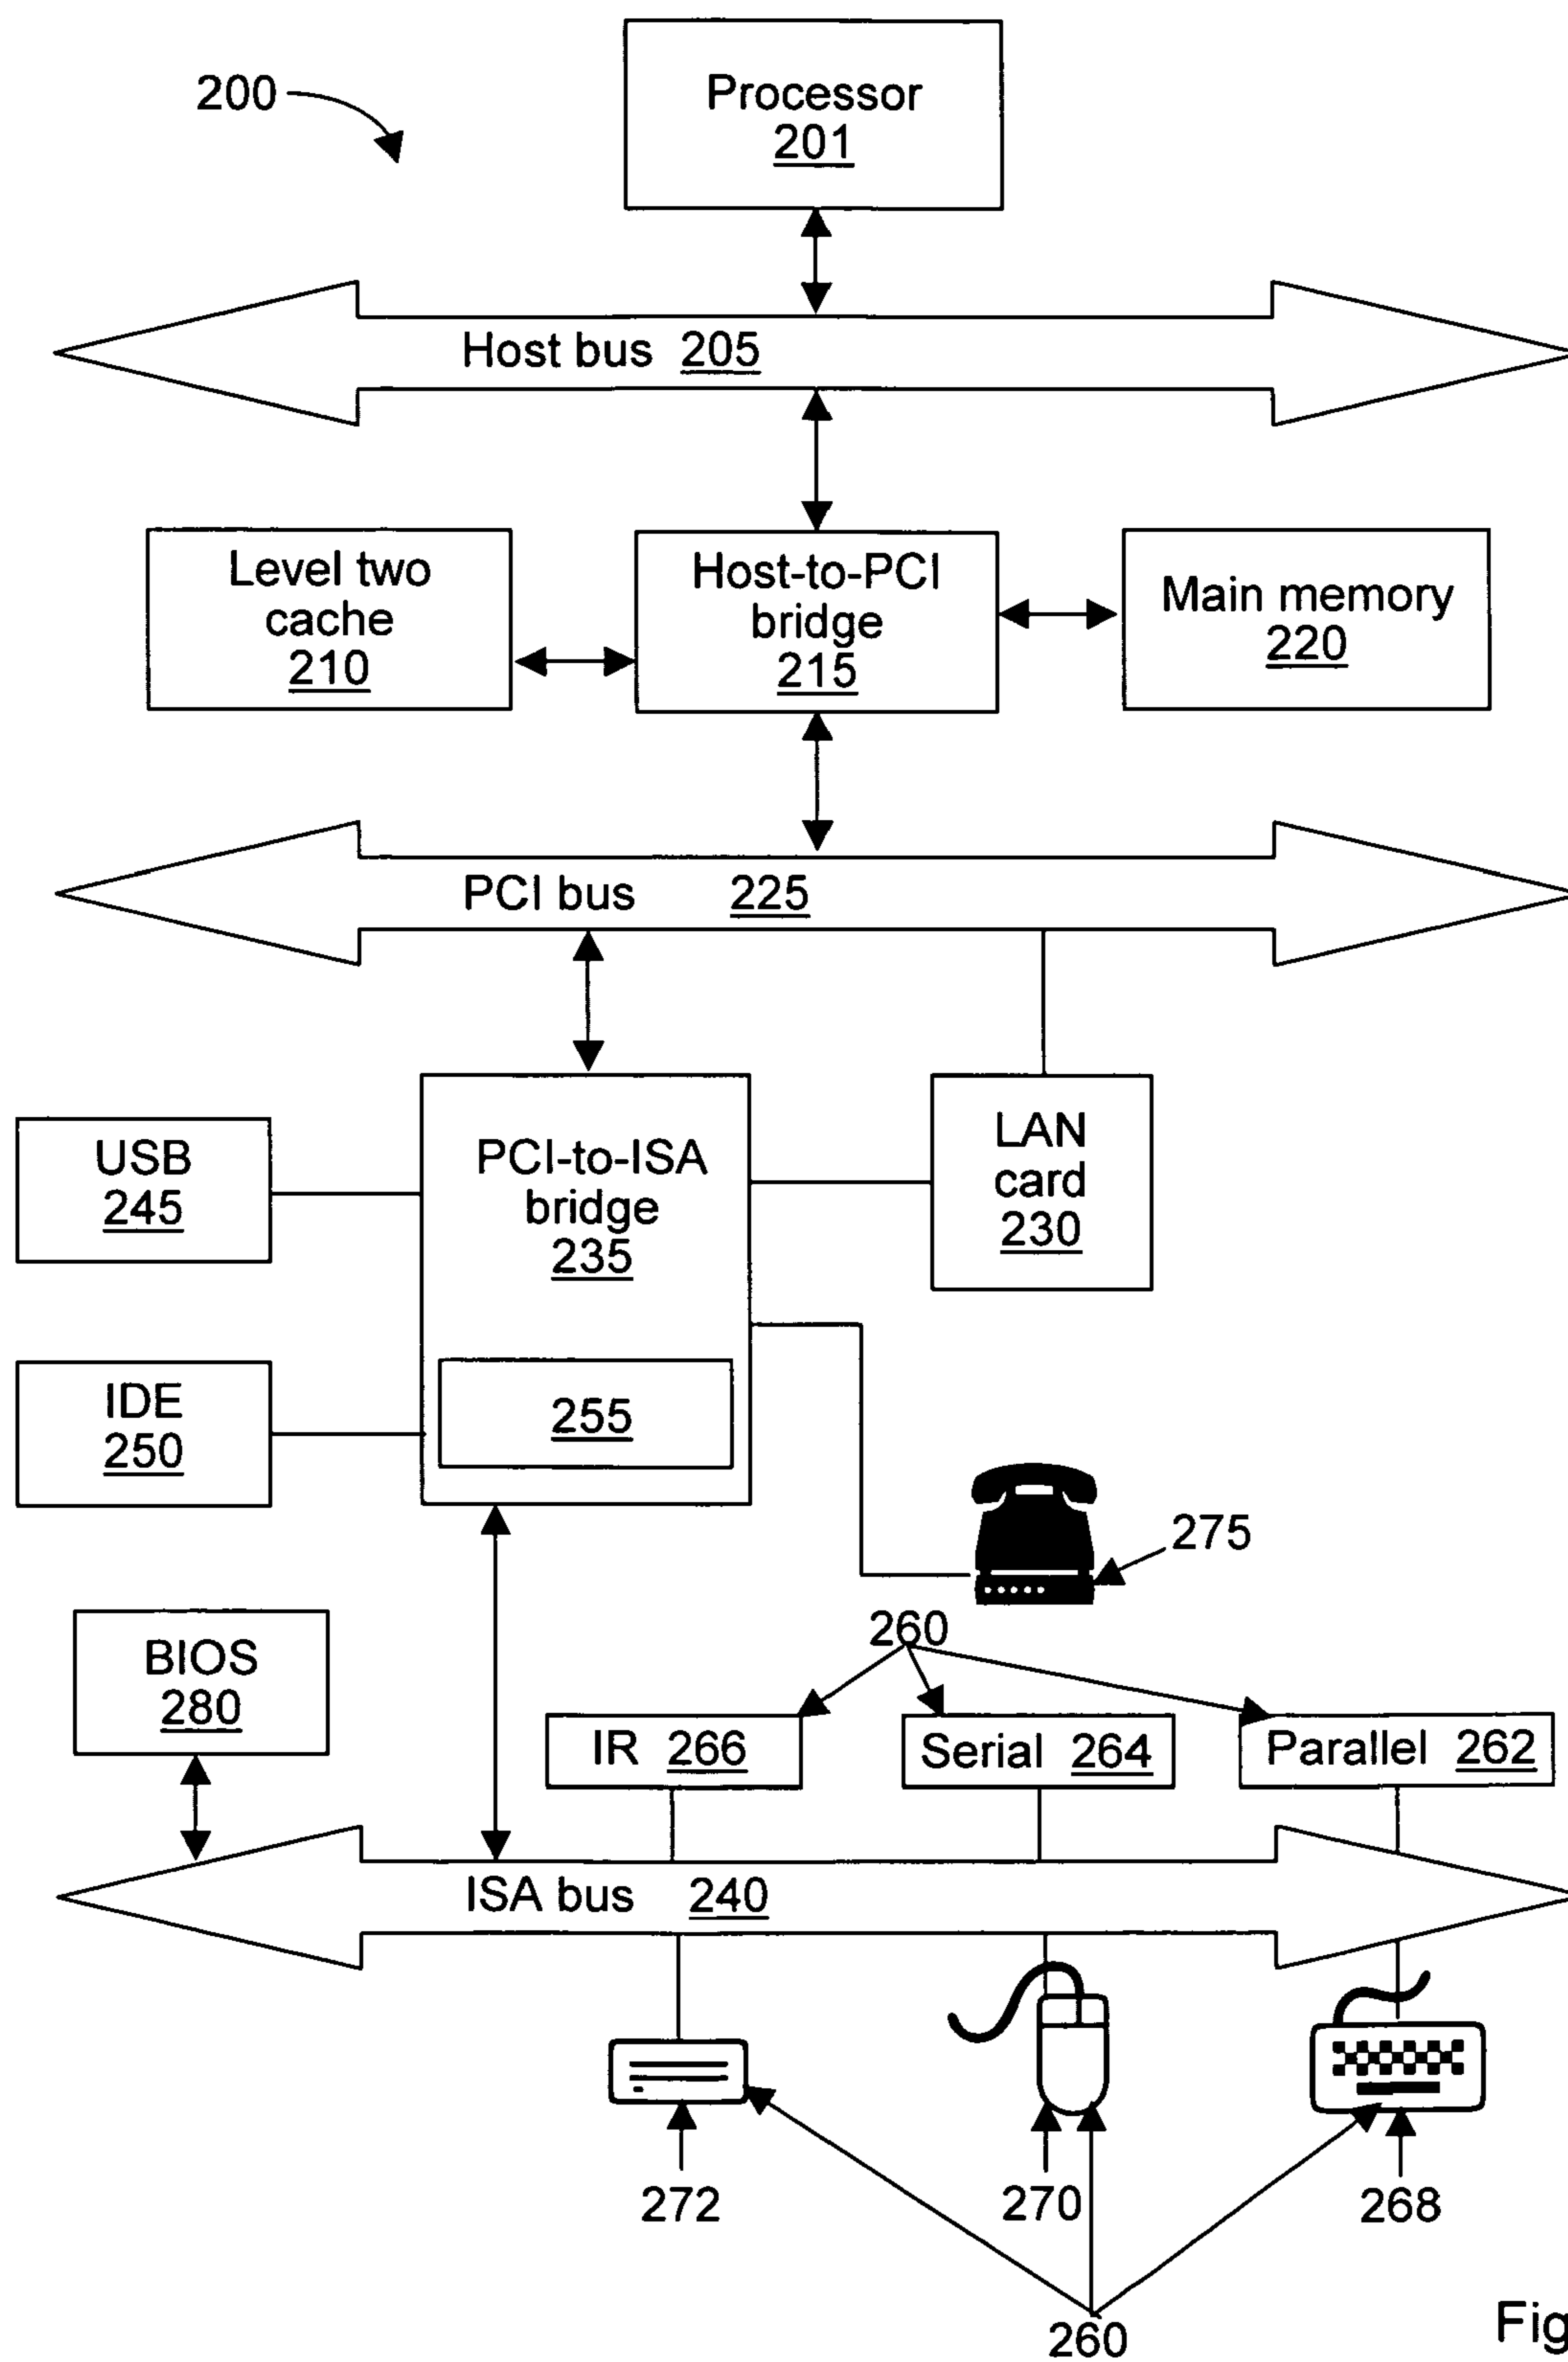 Processor
201
200
Host bus 205
Level two
cache
210
Host-to-PCI
bridge
215
Main memory
220
PCI bus 225
USB
245
PCI-to-ISA
bridge
235
LAN
card
230
IDE
250
255
275
260
BIOS
280
IR 266
Serial 264
Parallel 262
ISA bus 240
272
270
268
260
Fig